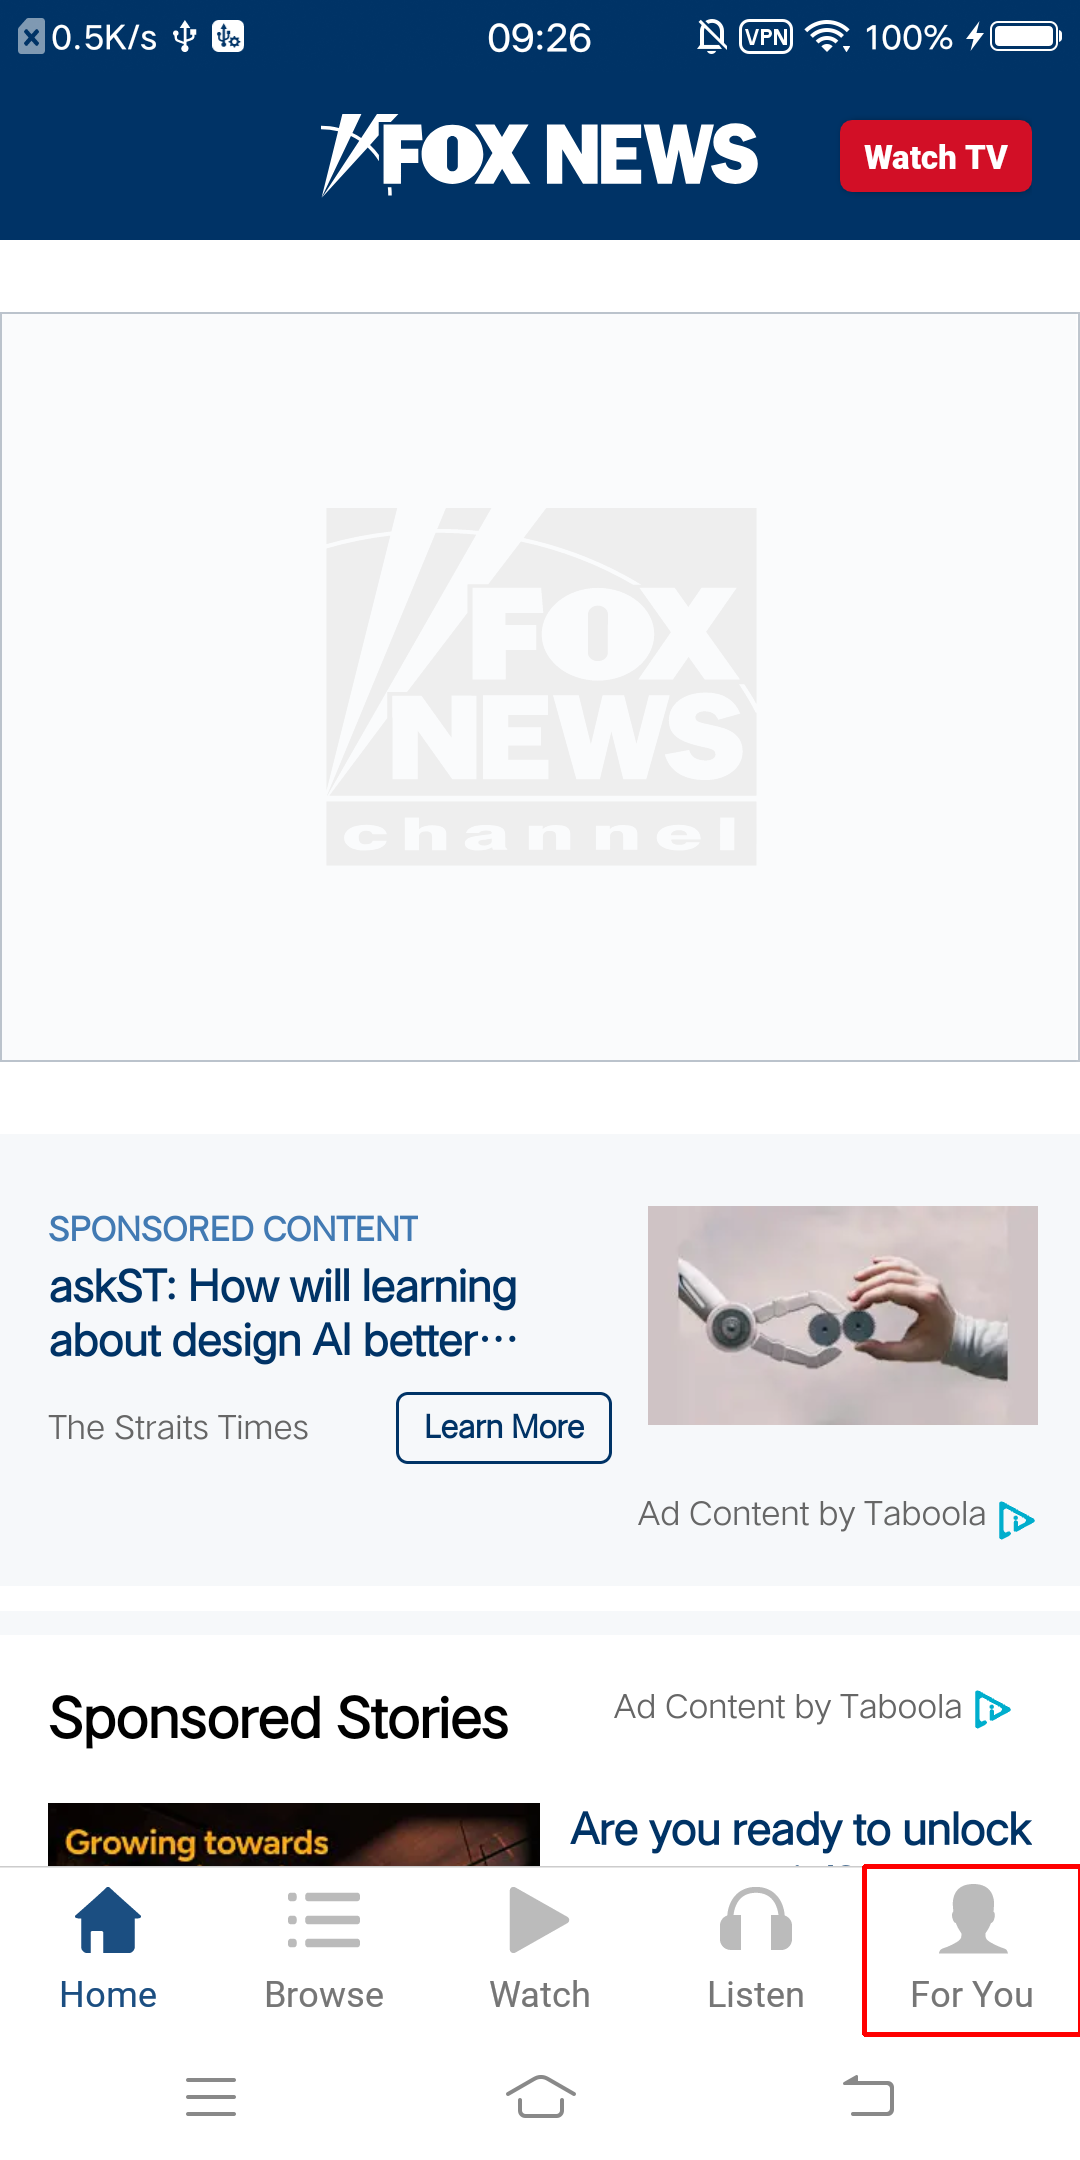 0.5K/s 09:26 VPN 100%
FOX NEWS
Watch TV
FOX
NEWS
channel
SPONSORED CONTENT
askST: How will learning
about design AI better···
The Straits Times
Learn More
Ad Content by Taboola
Sponsored Stories
Ad Content by Taboola
Growing towards
Are you ready to unlock
Home
Browse
Watch
Listen
For You